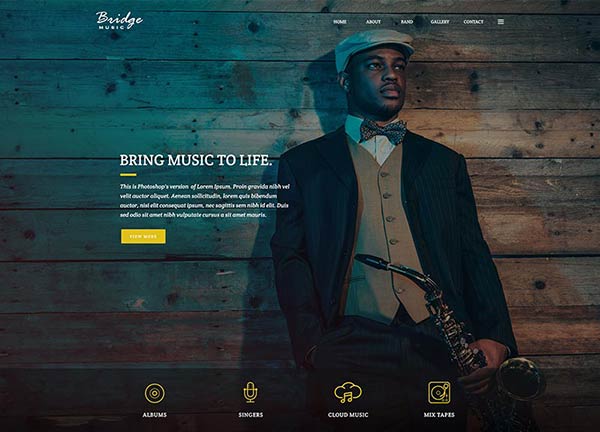 Bridge
MUSIC
HOME ABOUT BAND GALLERY CONTACT
BRING MUSIC TO LIFE.
This is Photoshop's version of Lorem Ipsum. Proin gravida nibh vel
velit auctor aliquet. Aenean sollicitudin, lorem quis bibendum
auctor, nisi elit consequat ipsum, nec sagittis sem nibh id elit. Duis
sed odio sit amet nibh vulputate cursus a sit amet mauris.
VIEW MORE
ALBUMS SINGERS CLOUD MUSIC MIX TAPES